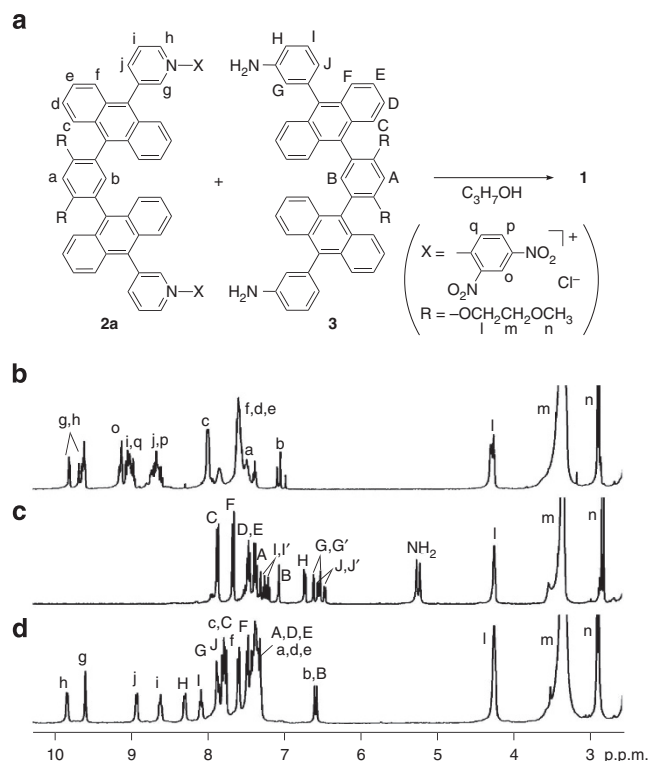 a
i h
j N X
g
e f
d
c
R
a b
R
N X
2a
+
H I
H2N J
G
F E
D
C
R
B A
R
H2N
3
C3H7OH
1
X = q p NO2 + 
O2N o Cl–
R = –OCH2CH2OCH3
l m n
b
g,h o i,q j,p c f,d,e a b l m n
c
C F D,E A I,I′ B H G,G′ J,J′ NH2 l m n
d
h g j i H I G J c,C f F A,D,E
a,d,e
b,B l m n
10 9 8 7 6 5 4 3 p.p.m.